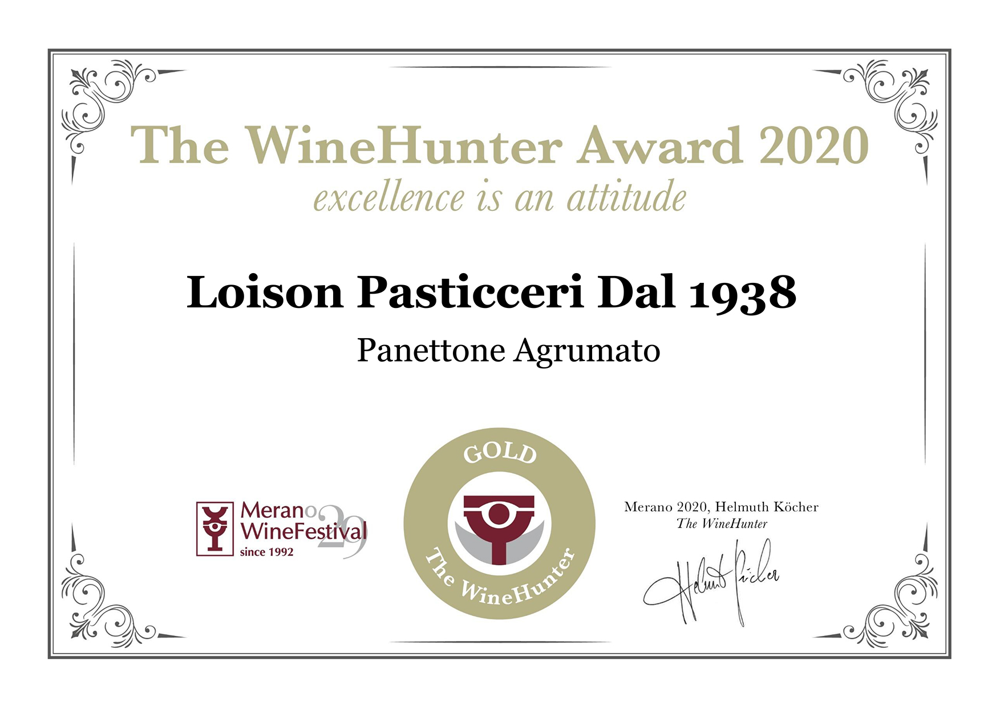 The WineHunter Award 2020
excellence is an attitude
Loison Pasticceri Dal 1938
Panettone Agrumato
GOLD
The WineHunter
Merano 29
WineFestival
since 1992
Merano 2020, Helmuth Köcher
The WineHunter
Helmuth Köcher